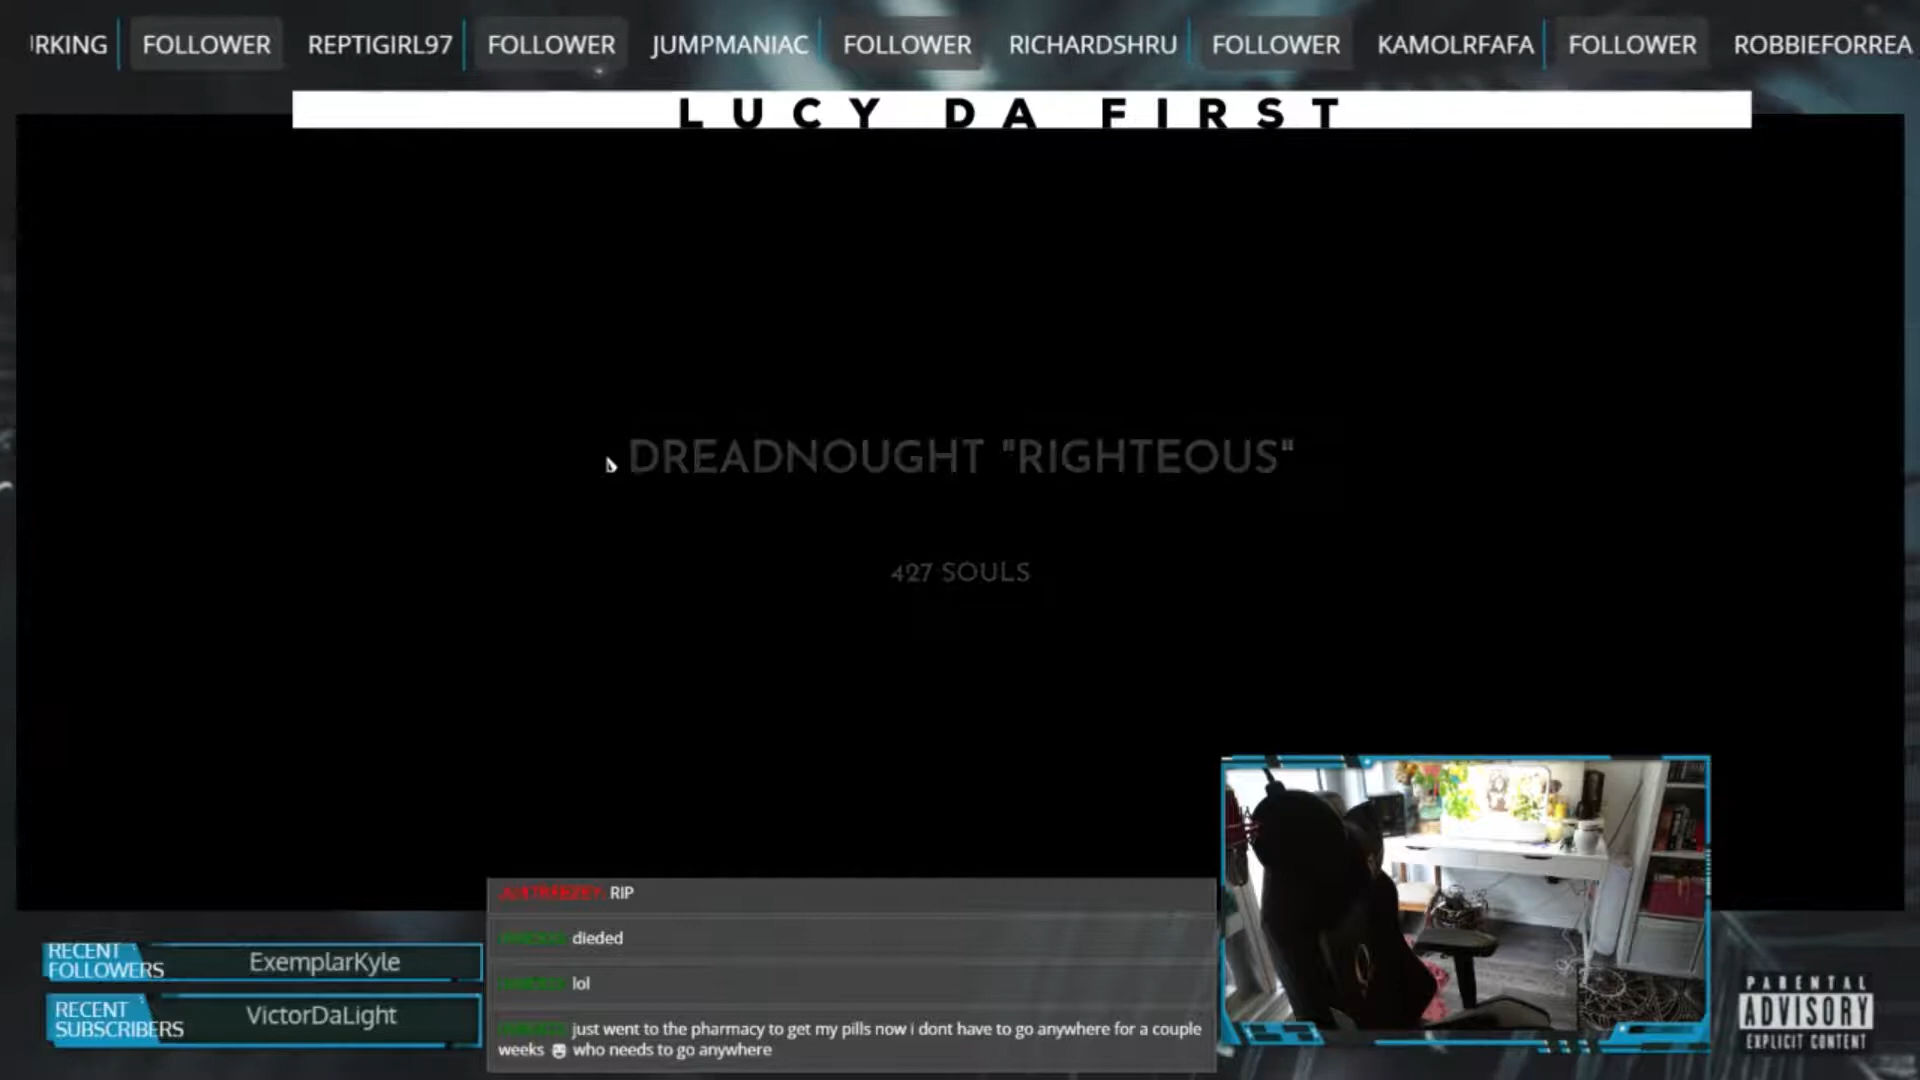 FOLLOWER REPTIGIRL97 FOLLOWER JUMPMANIAC FOLLOWER RICHARDSHRU FOLLOWER KAMOLRFAFA FOLLOWER ROBBIEFORREA
LUCY DA FIRST
DREADNOUGHT "RIGHTEOUS"
427 SOULS
RIP
dieded
lol
just went to the pharmacy to get my pills now i dont have to go anywhere for a couple
weeks who needs to go anywhere
RECENT
FOLLOWERS
ExemplarKyle
RECENT
SUBSCRIBERS
VictorDaLight
PARENTAL
ADVISORY
EXPLICIT CONTENT